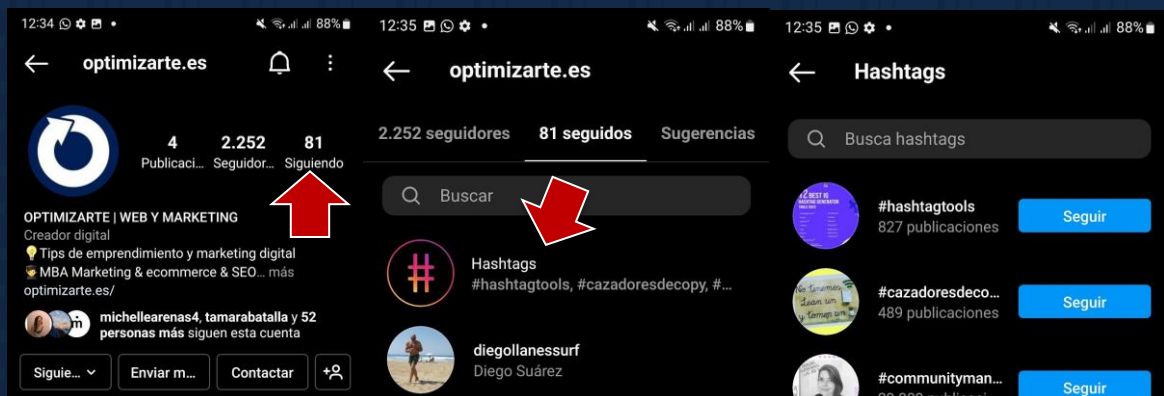 12:34
88%
optimizarte.es
4 2.252 81
Publicaci... Seguidor... Siguiendo
OPTIMIZARTE | WEB Y MARKETING
Creador digital
Tips de emprendimiento y marketing digital
MBA Marketing & ecommerce & SEO... más
optimizarte.es/
michellearenas4, tamarabatalla y 52
personas más siguen esta cuenta
Siguie... Enviar m... Contactar
12:35
88%
optimizarte.es
2.252 seguidores 81 seguidos Sugerencias
Buscar
#
Hashtags
#hashtagtools, #cazadoresdecopy, #...
diegollanessurf
Diego Suárez
12:35
88%
Hashtags
Busca hashtags
#hashtagtools
827 publicaciones
Seguir
#cazadoresdeco...
489 publicaciones
Seguir
#communityman...
Seguir